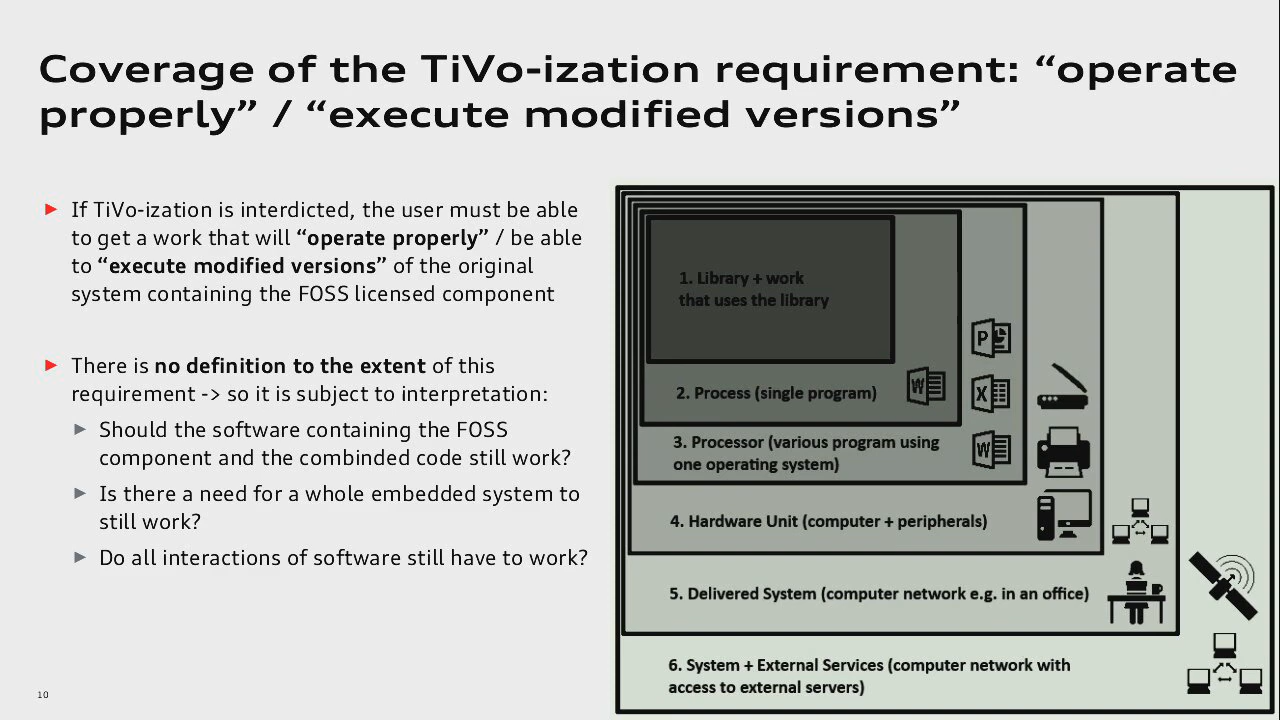 Coverage of the TiVo-ization requirement: “operate
properly” / “execute modified versions”
► If TiVo-ization is interdicted, the user must be able
to get a work that will “operate properly” / be able
to “execute modified versions” of the original
system containing the FOSS licensed component
► There is no definition to the extent of this
requirement -> so it is subject to interpretation:
► Should the software containing the FOSS
component and the combinded code still work?
► Is there a need for a whole embedded system to
still work?
► Do all interactions of software still have to work?
1. Library + work
that uses the library
2. Process (single program)
W
P
X
W
3. Processor (various program using
one operating system)
4. Hardware Unit (computer + peripherals)
5. Delivered System (computer network e.g. in an office)
6. System + External Services (computer network with
access to external servers)
10